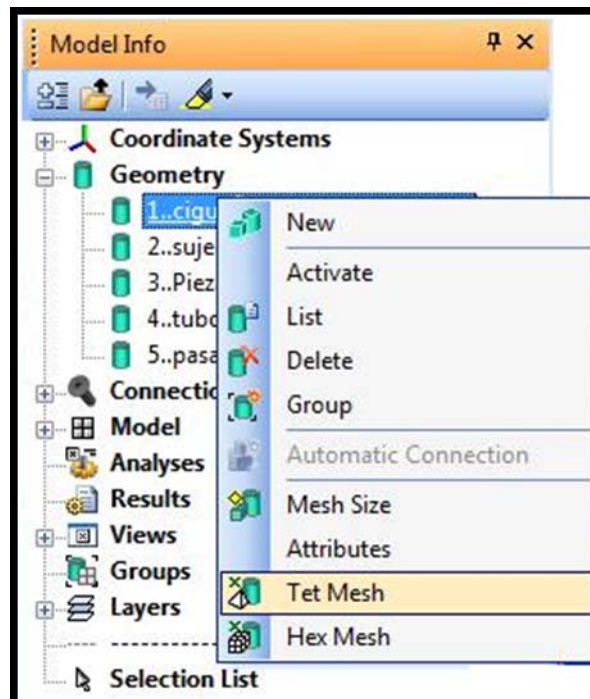 Model Info
Coordinate Systems
Geometry
1..cigu
2..suje
3..Piez
4..tubo
5..pasa
Connectio
Model
Analyses
Results
Views
Groups
Layers
Selection List
New
Activate
List
Delete
Group
Automatic Connection
Mesh Size
Attributes
Tet Mesh
Hex Mesh